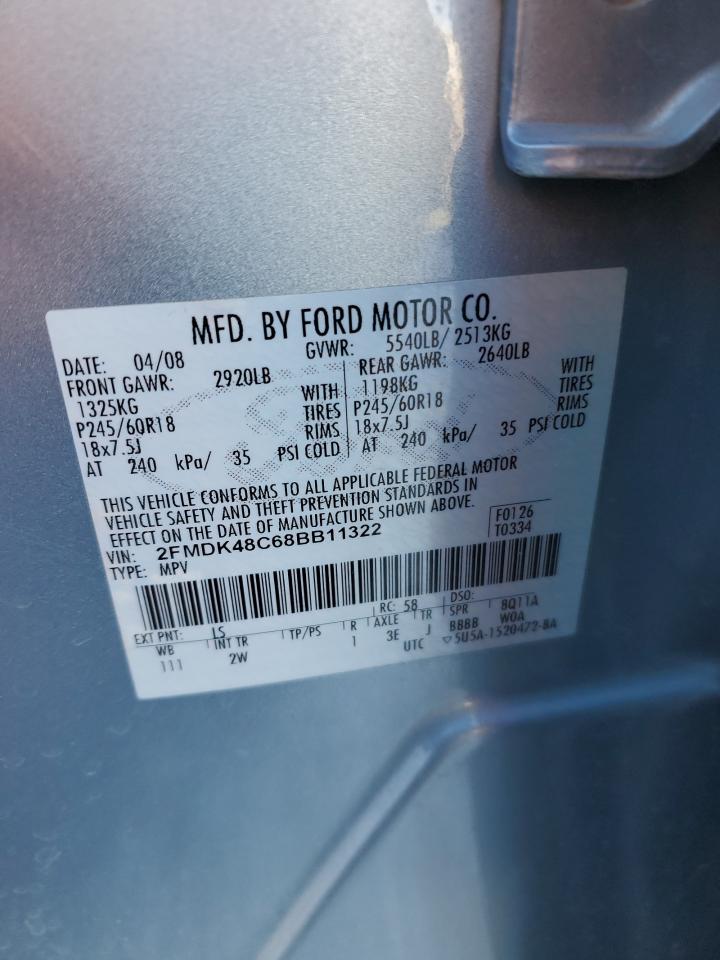 MFD. BY FORD MOTOR CO.
DATE: 04/08 GVWR: 5540LB/ 2513KG
FRONT GAWR: 2920LB REAR GAWR: 2640LB
1325KG WITH 1198KG WITH
P245/60R18 TIRES P245/60R18 TIRES
18x7.5J RIMS 18x7.5J RIMS
AT 240 kPa/ 35 PSI COLD AT 240 kPa/ 35 PSI COLD
THIS VEHICLE CONFORMS TO ALL APPLICABLE FEDERAL MOTOR
VEHICLE SAFETY AND THEFT PREVENTION STANDARDS IN
EFFECT ON THE DATE OF MANUFACTURE SHOWN ABOVE.
VIN: 2FMDK48C68BB11322 F0126
TYPE: MPV T0334
EXT PNT: LS RC: 58 DSO:
WB INT TR TP/PS R AXLE TR SPR 8Q11A
111 2W 1 3E J BBBB W0A
UTC ▽5U5A-1520472-BA